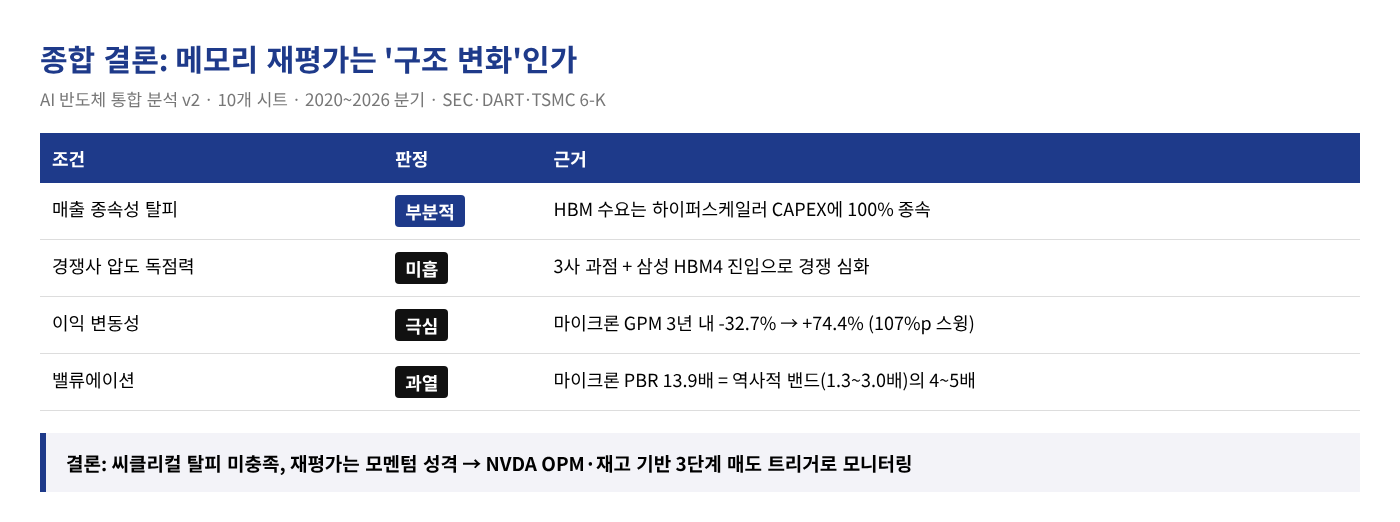 종합 결론: 메모리 재평가는 '구조 변화'인가
AI 반도체 통합 분석 v2 · 10개 시트 · 2020~2026 분기 · SEC·DART·TSMC 6-K
조건 판정 근거
매출 종속성 탈피 부분적 HBM 수요는 하이퍼스케일러 CAPEX에 100% 종속
경쟁사 압도 독점력 미흡 3사 과점 + 삼성 HBM4 진입으로 경쟁 심화
이익 변동성 극심 마이크론 GPM 3년 내 -32.7% → +74.4% (107%p 스윙)
밸류에이션 과열 마이크론 PBR 13.9배 = 역사적 밴드(1.3~3.0배)의 4~5배
결론: 씨클리컬 탈피 미충족, 재평가는 모멘텀 성격 → NVDA OPM·재고 기반 3단계 매도 트리거로 모니터링